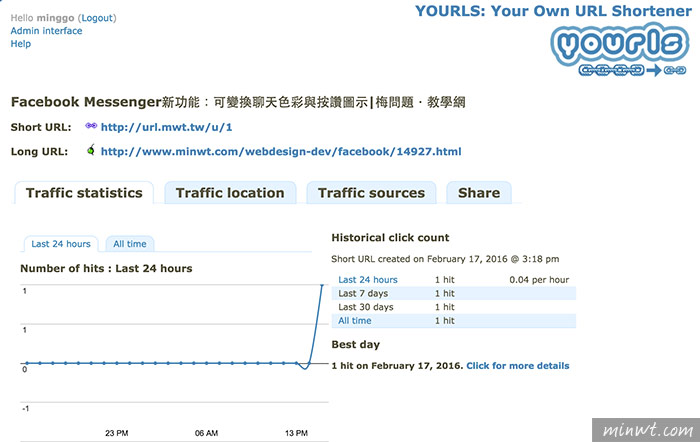 Hello minggo (Logout)
Admin interface
Help
YOURLS: Your Own URL Shortener
yourls
Facebook Messenger新功能：可變換聊天色彩與按讚圖示|梅問題．教學網
Short URL: http://url.mwt.tw/u/1
Long URL: http://www.minwt.com/webdesign-dev/facebook/14927.html
Traffic statistics Traffic location Traffic sources Share
Last 24 hours All time
Number of hits : Last 24 hours
1
1
0
-1
23 PM 06 AM 13 PM
Historical click count
Short URL created on February 17, 2016 @ 3:18 pm
Last 24 hours 1 hit 0.04 per hour
Last 7 days 1 hit
Last 30 days 1 hit
All time 1 hit
Best day
1 hit on February 17, 2016. Click for more details
minwt.com